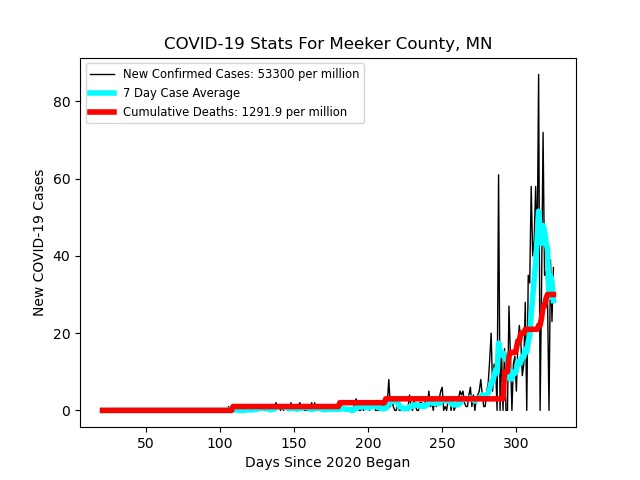 COVID-19 Stats For Meeker County, MN
New Confirmed Cases: 53300 per million
7 Day Case Average
Cumulative Deaths: 1291.9 per million
80
60
40
20
0
New COVID-19 Cases
50 100 150 200 250 300
Days Since 2020 Began